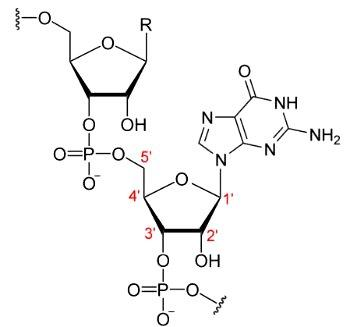 O R
O
O OH
O=P–O 5' O
O⁻ N NH
4' O N N NH₂
1'
3' 2'
O OH
O=P–O
O⁻